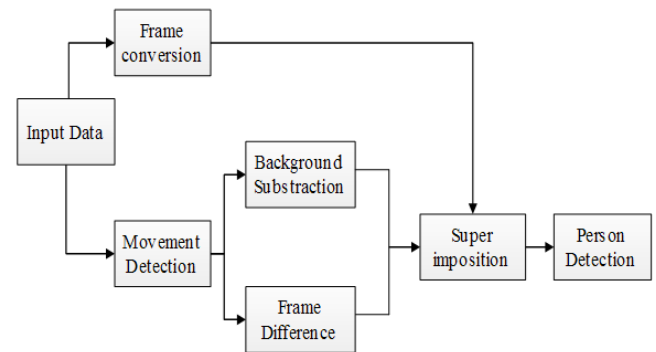 Frame
conversion
Input Data
Background
Substraction
Movement
Detection
Super
imposition
Person
Detection
Frame
Difference